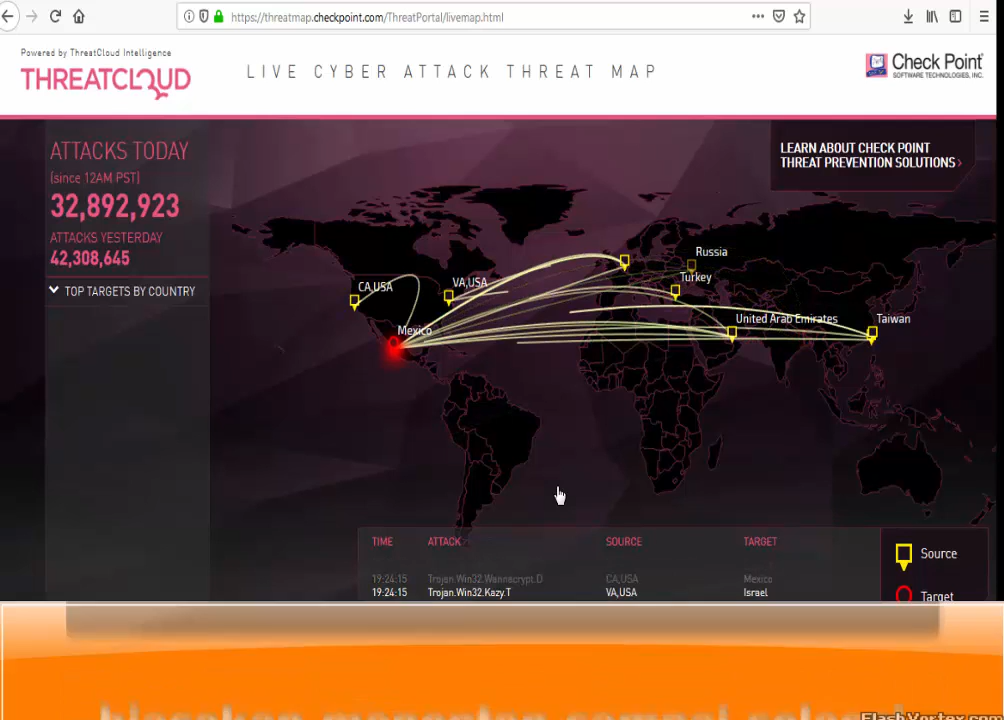 https://threatmap.checkpoint.com/ThreatPortal/livemap.html
Powered by ThreatCloud Intelligence
THREATCLOUD
LIVE CYBER ATTACK THREAT MAP
Check Point
SOFTWARE TECHNOLOGIES, INC.
ATTACKS TODAY
(since 12AM PST)
32,892,923
ATTACKS YESTERDAY
42,308,645
TOP TARGETS BY COUNTRY
LEARN ABOUT CHECK POINT
THREAT PREVENTION SOLUTIONS ›
Russia
Turkey
CA,USA
VA,USA
United Arab Emirates
Taiwan
Mexico
TIME ATTACK SOURCE TARGET
19:24:15 Trojan.Win32.Wannacrypt.D CA,USA Mexico
19:24:15 Trojan.Win32.Kazy.T VA,USA Israel
Source
Target
FlashVortex.com